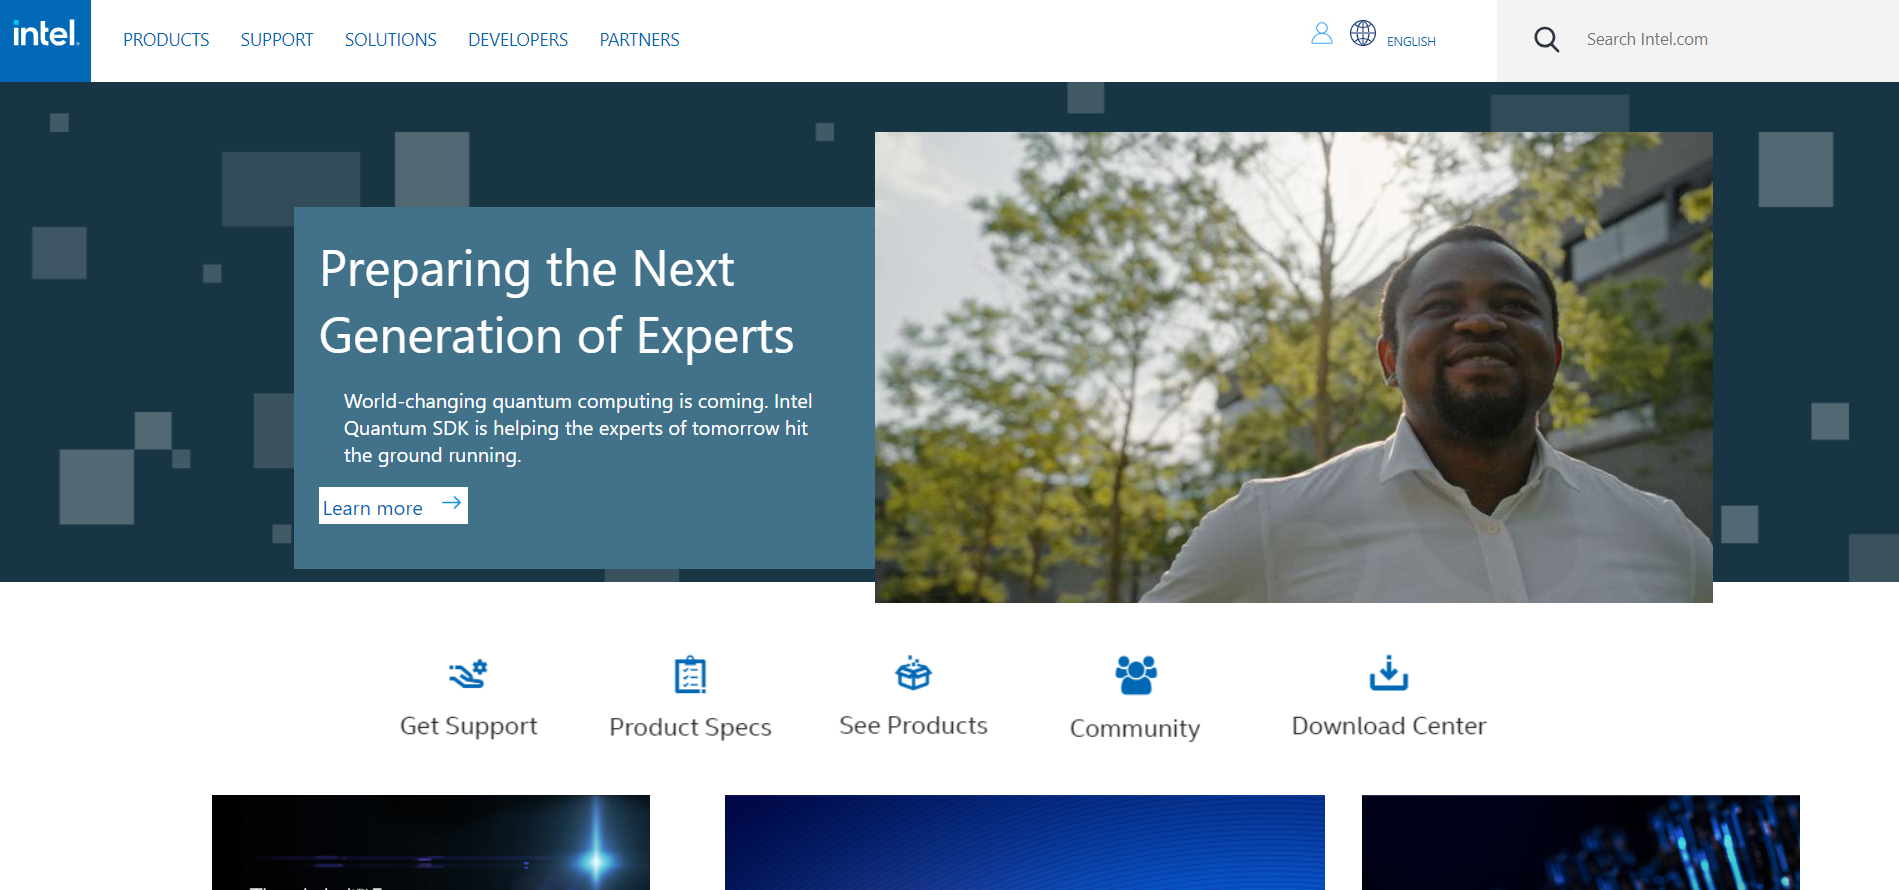 intel.
PRODUCTS SUPPORT SOLUTIONS DEVELOPERS PARTNERS
ENGLISH
Search Intel.com
Preparing the Next
Generation of Experts
World-changing quantum computing is coming. Intel
Quantum SDK is helping the experts of tomorrow hit
the ground running.
Learn more
Get Support
Product Specs
See Products
Community
Download Center